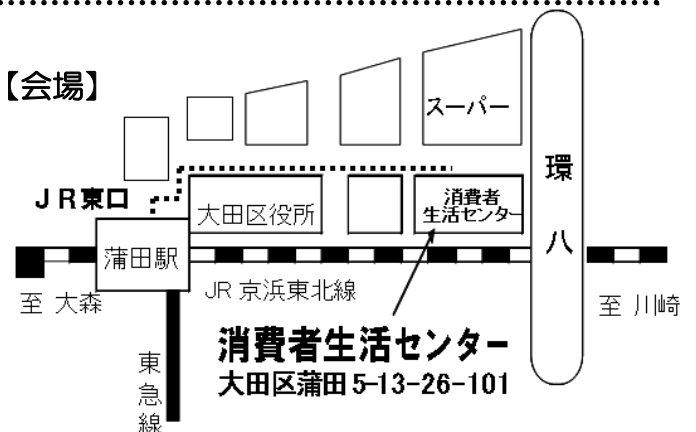 【会場】
スーパー
環八
JR東口
大田区役所
消費者
生活センター
蒲田駅
JR 京浜東北線
至 大森
至 川崎
東急線
消費者生活センター
大田区蒲田 5-13-26-101